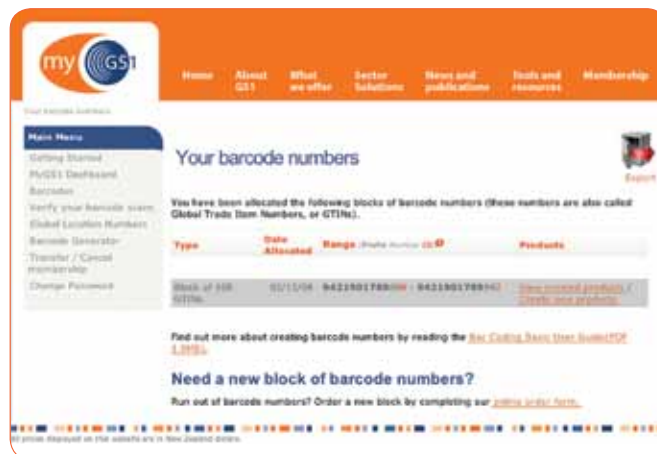 my GS1
Home About GS1 What we offer Sector Solutions News and publications Tools and resources Membership
Your barcode numbers
Main Menu
Getting Started
MyGS1 Dashboard
Barcodes
Verify your barcode scans
Global Location Numbers
Barcode Generator
Transfer / Cancel membership
Change Password
Your barcode numbers
Export
You have been allocated the following blocks of barcode numbers (these numbers are also called
Global Trade Item Numbers, or GTINs).
Type Date Allocated Range Products
Block of GTINs
View created products /
Create new products
Find out more about creating barcode numbers by reading the Bar Coding Basic User Guide(PDF
Need a new block of barcode numbers?
Run out of barcode numbers? Order a new block by completing our online order form.
All prices displayed on this website are in New Zealand dollars.